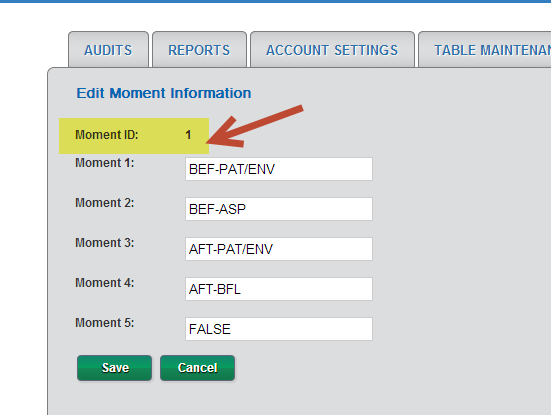 AUDITS REPORTS ACCOUNT SETTINGS TABLE MAINTENAN
Edit Moment Information
Moment ID: 1
Moment 1: BEF-PAT/ENV
Moment 2: BEF-ASP
Moment 3: AFT-PAT/ENV
Moment 4: AFT-BFL
Moment 5: FALSE
Save Cancel